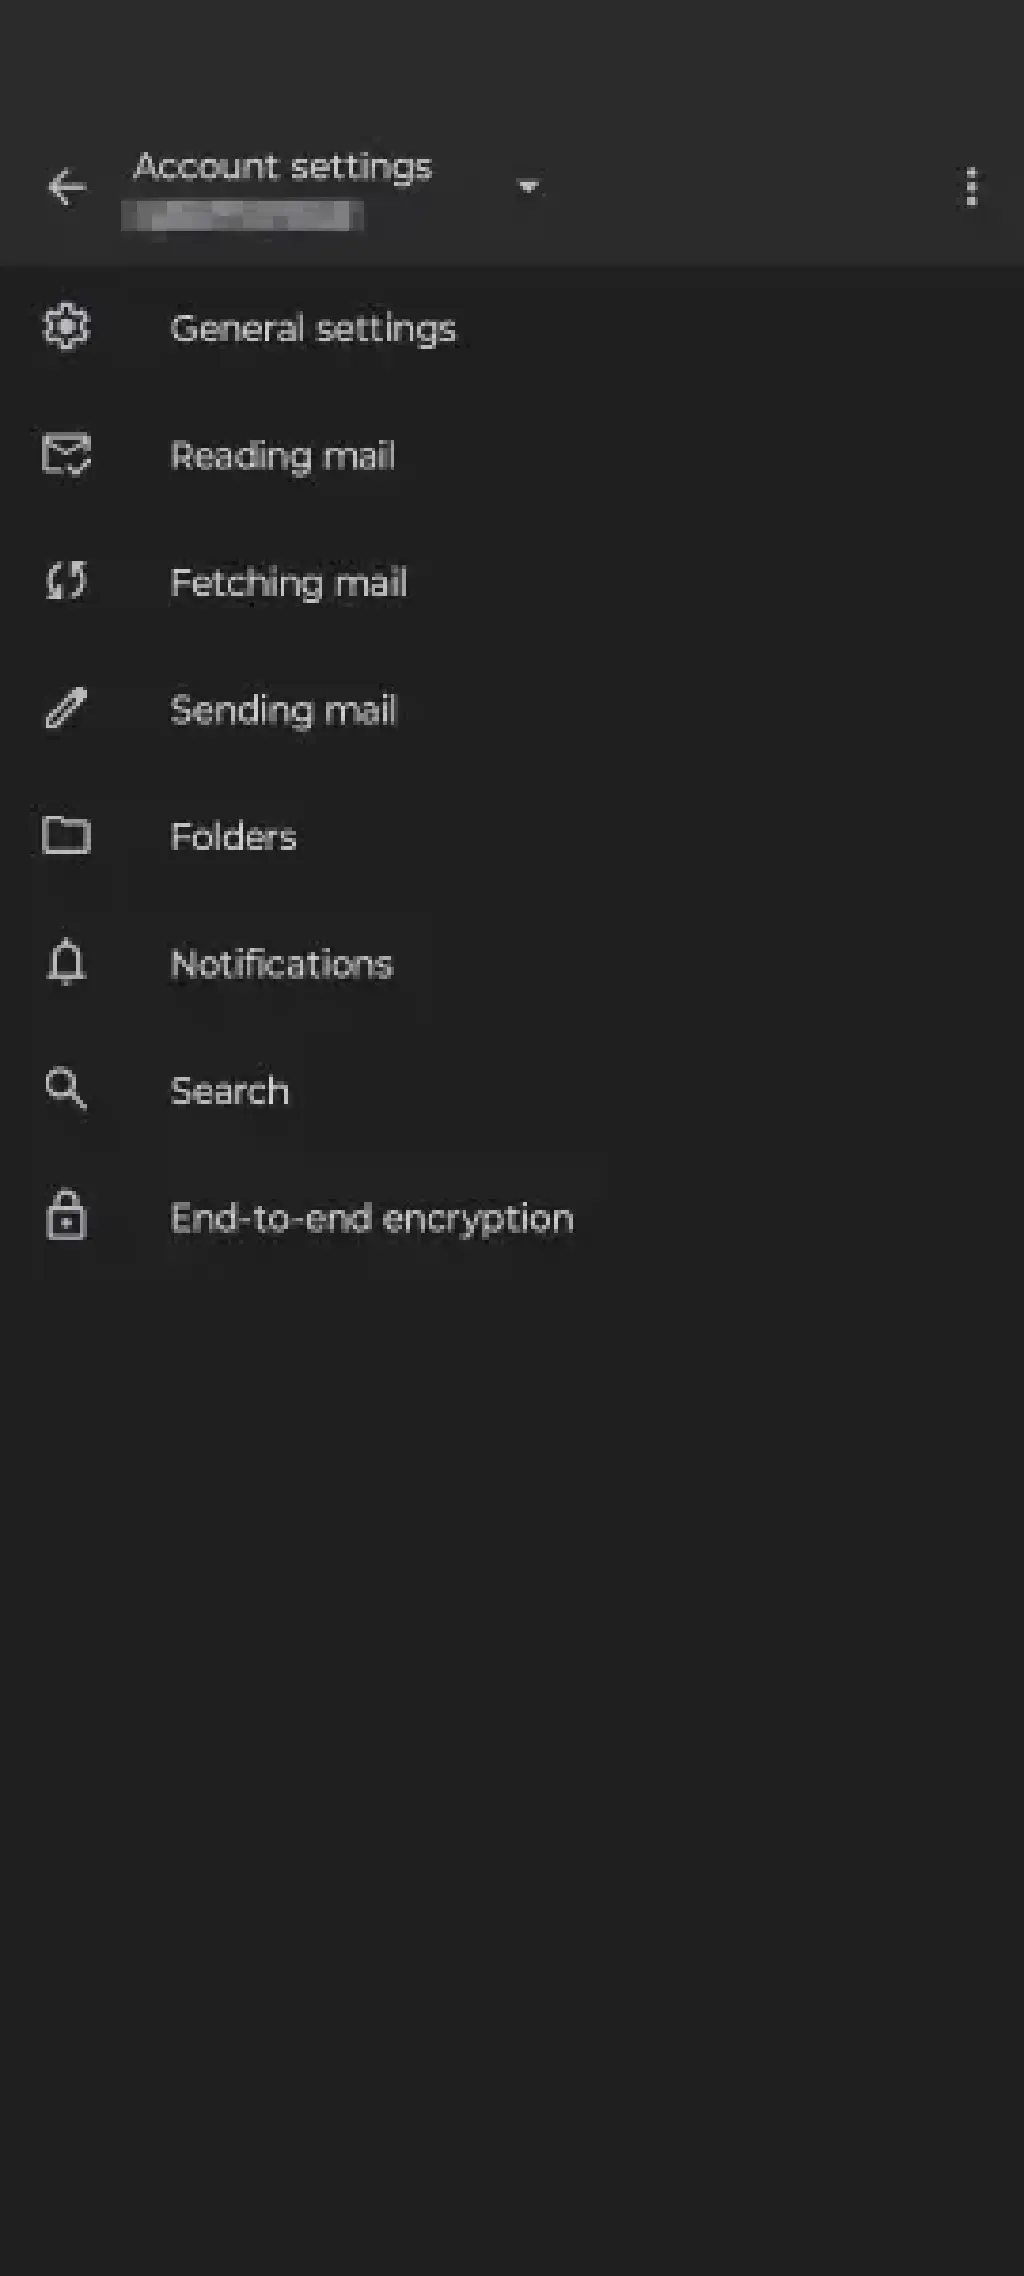 Account settings
General settings
Reading mail
Fetching mail
Sending mail
Folders
Notifications
Search
End-to-end encryption